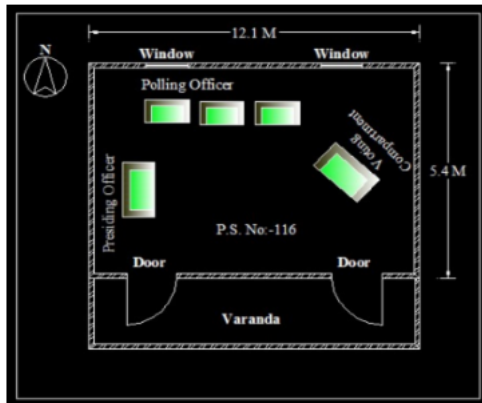 12.1 M
N
Window Window
Polling Officer
Voting
Compartment
5.4 M
Presiding Officer
P.S. No:-116
Door Door
Varanda